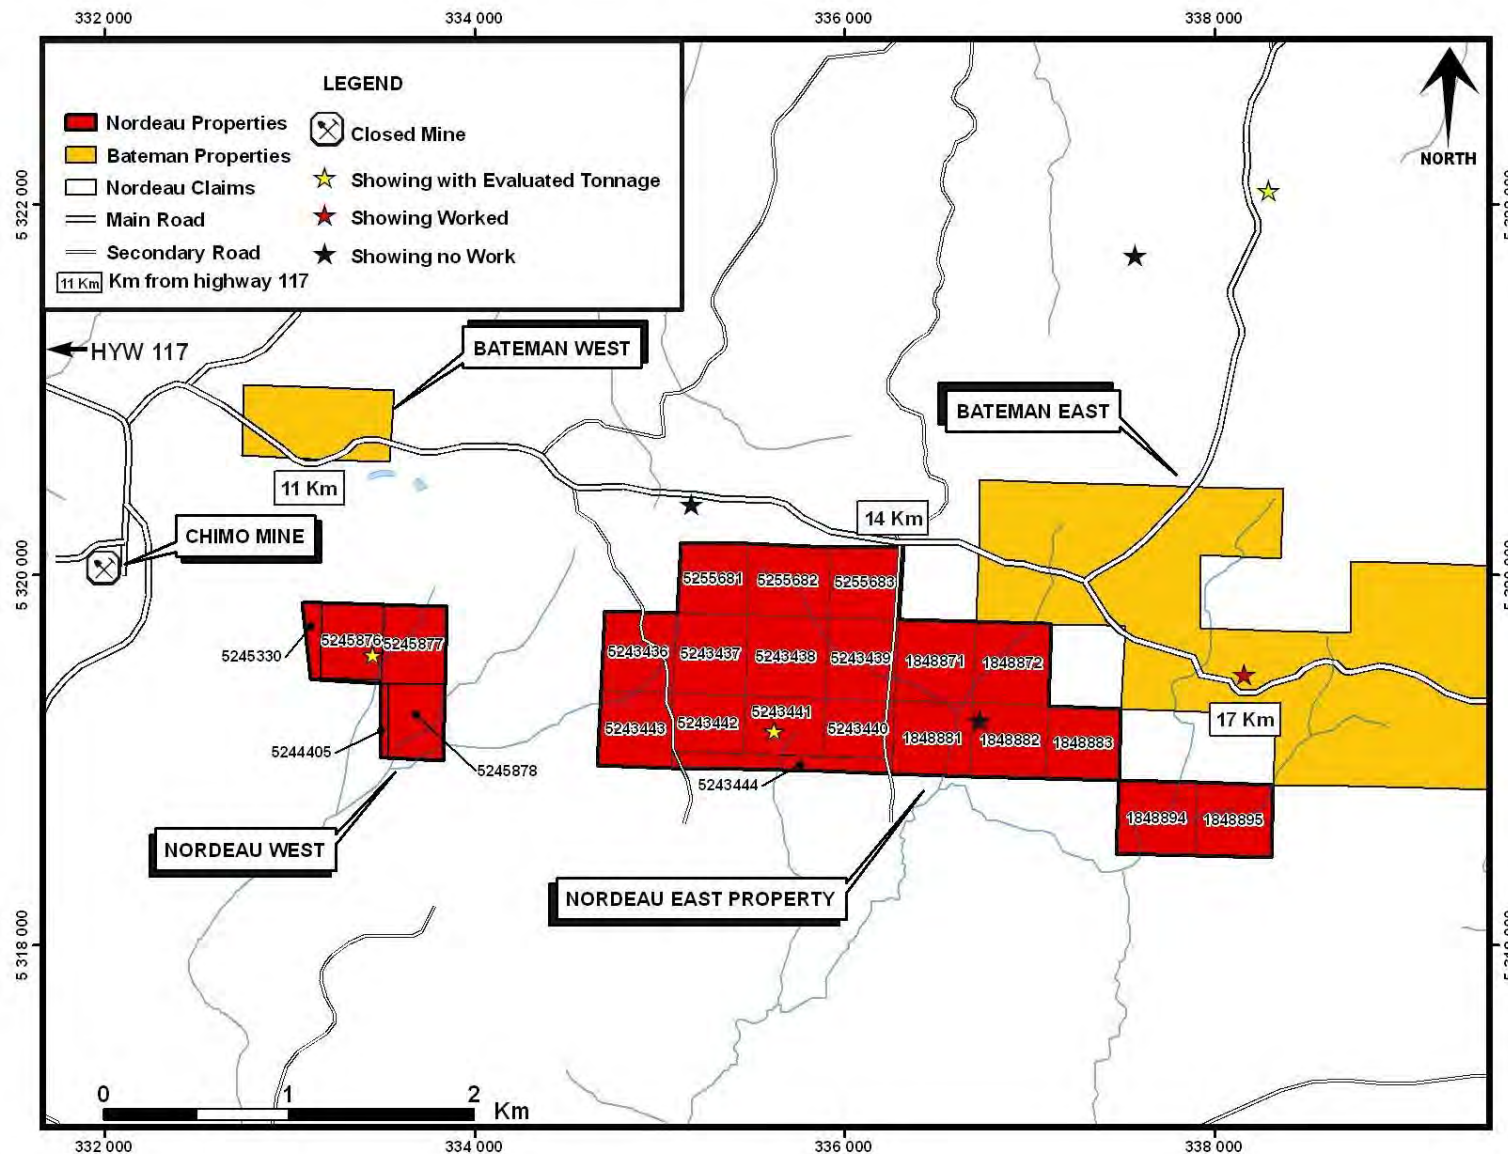 332 000
334 000
336 000
338 000
LEGEND
Nordeau Properties
Bateman Properties
Nordeau Claims
Main Road
Secondary Road
11 Km
Km from highway 117
Closed Mine
Showing with Evaluated Tonnage
Showing Worked
Showing no Work
NORTH
5 322 000
HYW 117
BATEMAN WEST
BATEMAN EAST
11 Km
14 Km
CHIMO MINE
5 320 000
5255681
5255682
5255683
5245330
5245876
5245877
5243436
5243437
5243438
5243439
1848871
1848872
5243443
5243442
5243441
5243440
1848881
1848882
1848883
17 Km
5244405
5245878
5243444
1848894
1848895
NORDEAU WEST
NORDEAU EAST PROPERTY
5 318 000
0
1
2
Km
332 000
334 000
336 000
338 000